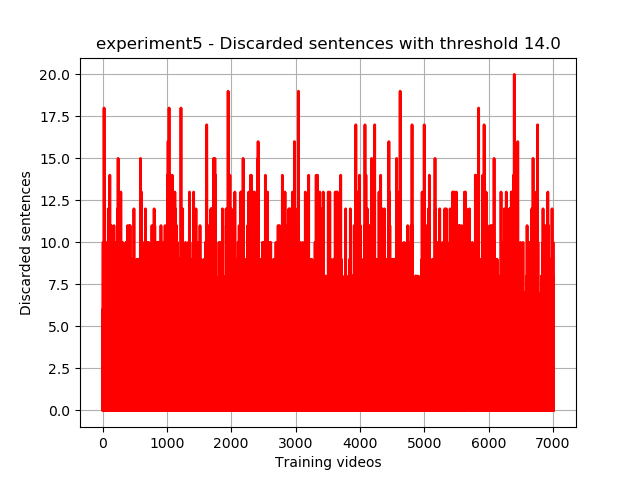 experiment5 - Discarded sentences with threshold 14.0
20.0
17.5
15.0
12.5
10.0
7.5
5.0
2.5
0.0
Discarded sentences
0 1000 2000 3000 4000 5000 6000 7000
Training videos